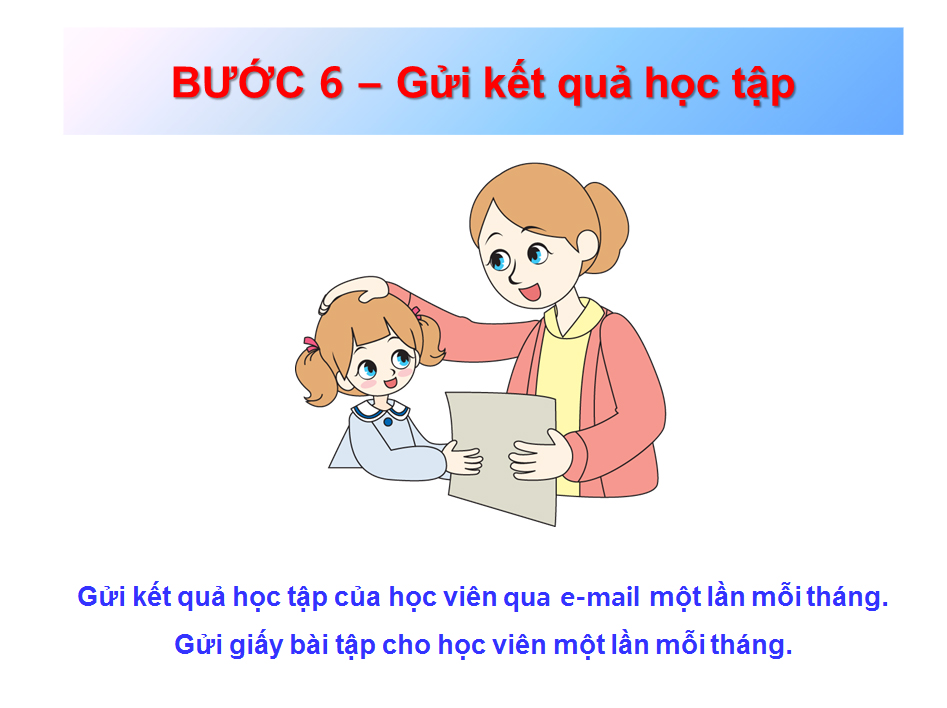 BƯỚC 6 – Gửi kết quả học tập
Gửi kết quả học tập của học viên qua e-mail một lần mỗi tháng.
Gửi giấy bài tập cho học viên một lần mỗi tháng.